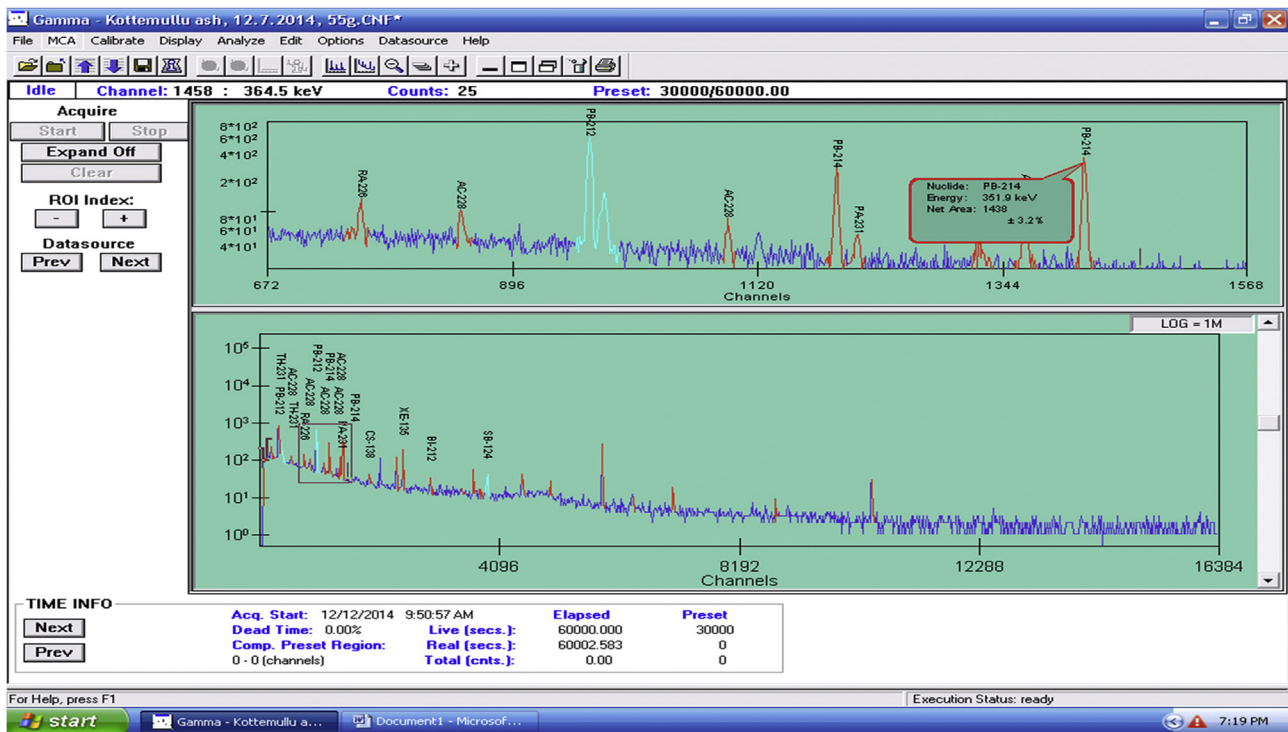 Gamma - Kottemullu ash, 12.7.2014, 55g.CNF*
File MCA Calibrate Display Analyze Edit Options Datasource Help
Idle Channel: 1458 : 364.5 keV Counts: 25 Preset: 30000/60000.00
Acquire
Start Stop
Expand Off
Clear
ROI Index:
- +
Datasource
Prev Next
8*10²
6*10²
4*10²
2*10²
8*10¹
6*10¹
4*10¹
RA-226
AC-228
PB-212
AC-228
PB-214
PA-231
PB-214
Nuclide: PB-214
Energy: 351.9 keV
Net Area: 1438
± 3.2%
672 896 1120 1344 1568
Channels
LOG = 1M
10⁵
10⁴
10³
10²
10¹
10⁰
TH-231
PB-212
AC-228
TH-231
RA-226
AC-228
PB-212
PB-214
AC-228
AC-228
AC-228
PA-231
PB-214
CS-138
XE-135
BI-212
SB-124
4096 8192 12288 16384
Channels
TIME INFO
Next
Prev
Acq. Start: 12/12/2014 9:50:57 AM Elapsed Preset
Dead Time: 0.00% Live (secs.): 60000.000 30000
Comp. Preset Region: Real (secs.): 60002.583 0
0 - 0 (channels) Total (cnts.): 0.00 0
For Help, press F1 Execution Status: ready
start Gamma - Kottemullu a... Document1 - Microsof... 7:19 PM